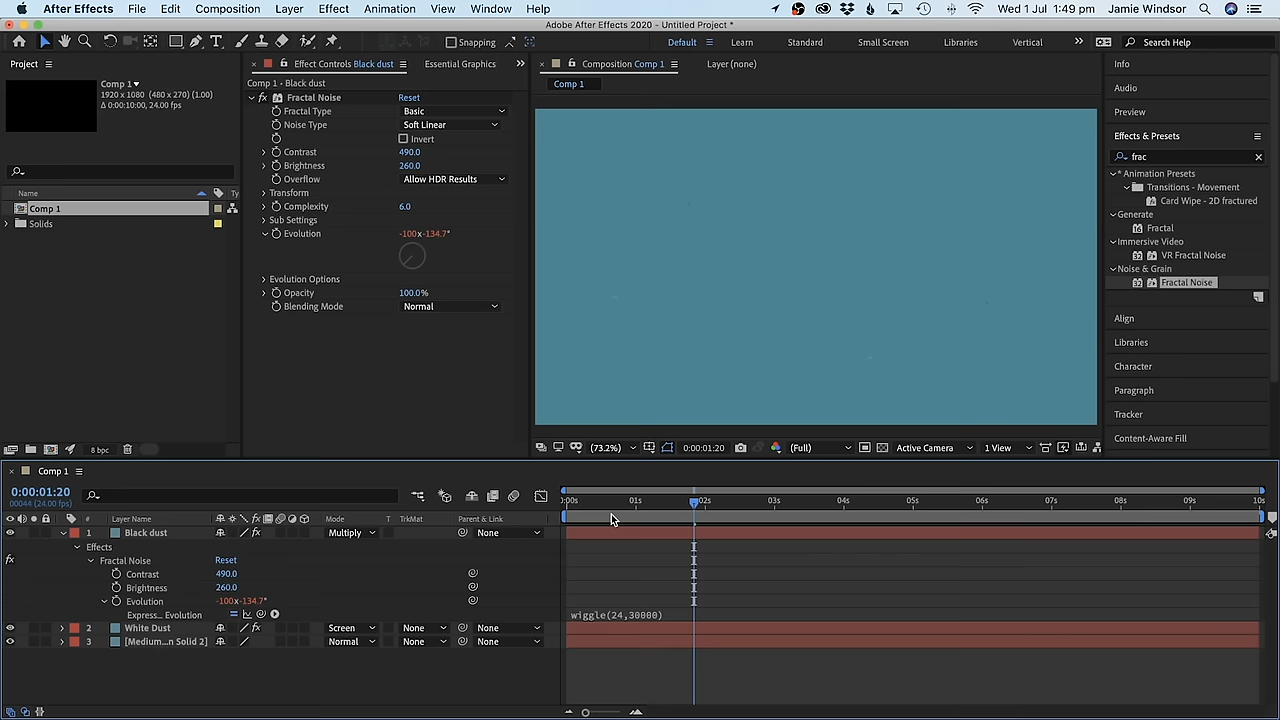 After Effects File Edit Composition Layer Effect Animation View Window Help Wed 1 Jul 1:49 pm Jamie Windsor
Adobe After Effects 2020 - Untitled Project *
Snapping Default Learn Standard Small Screen Libraries Vertical Search Help
Project
Comp 1
1920 x 1080 (480 x 270) (1.00)
Δ 0:00:10:00, 24.00 fps
Name Ty
Comp 1
Solids
8 bpc
Effect Controls Black dust Essential Graphics
Comp 1 • Black dust
fx Fractal Noise Reset
Fractal Type Basic
Noise Type Soft Linear
Invert
Contrast 490.0
Brightness 260.0
Overflow Allow HDR Results
Transform
Complexity 6.0
Sub Settings
Evolution -100x-134.7°
Evolution Options
Opacity 100.0%
Blending Mode Normal
Composition Comp 1 Layer (none)
Comp 1
(73.2%) 0:00:01:20 (Full) Active Camera 1 View
Info
Audio
Preview
Effects & Presets
frac
* Animation Presets
Transitions - Movement
Card Wipe - 2D fractured
Generate
Fractal
Immersive Video
VR Fractal Noise
Noise & Grain
Fractal Noise
Align
Libraries
Character
Paragraph
Tracker
Content-Aware Fill
Comp 1
0:00:01:20
00044 (24.00 fps)
:00s 01s 02s 03s 04s 05s 06s 07s 08s 09s 10s
# Layer Name fx Mode T TrkMat Parent & Link
1 Black dust fx Multiply None
Effects
fx Fractal Noise Reset
Contrast 490.0
Brightness 260.0
Evolution -100x-134.7°
Express... Evolution wiggle(24,30000)
2 White Dust fx Screen None None
3 [Medium...n Solid 2] Normal None None